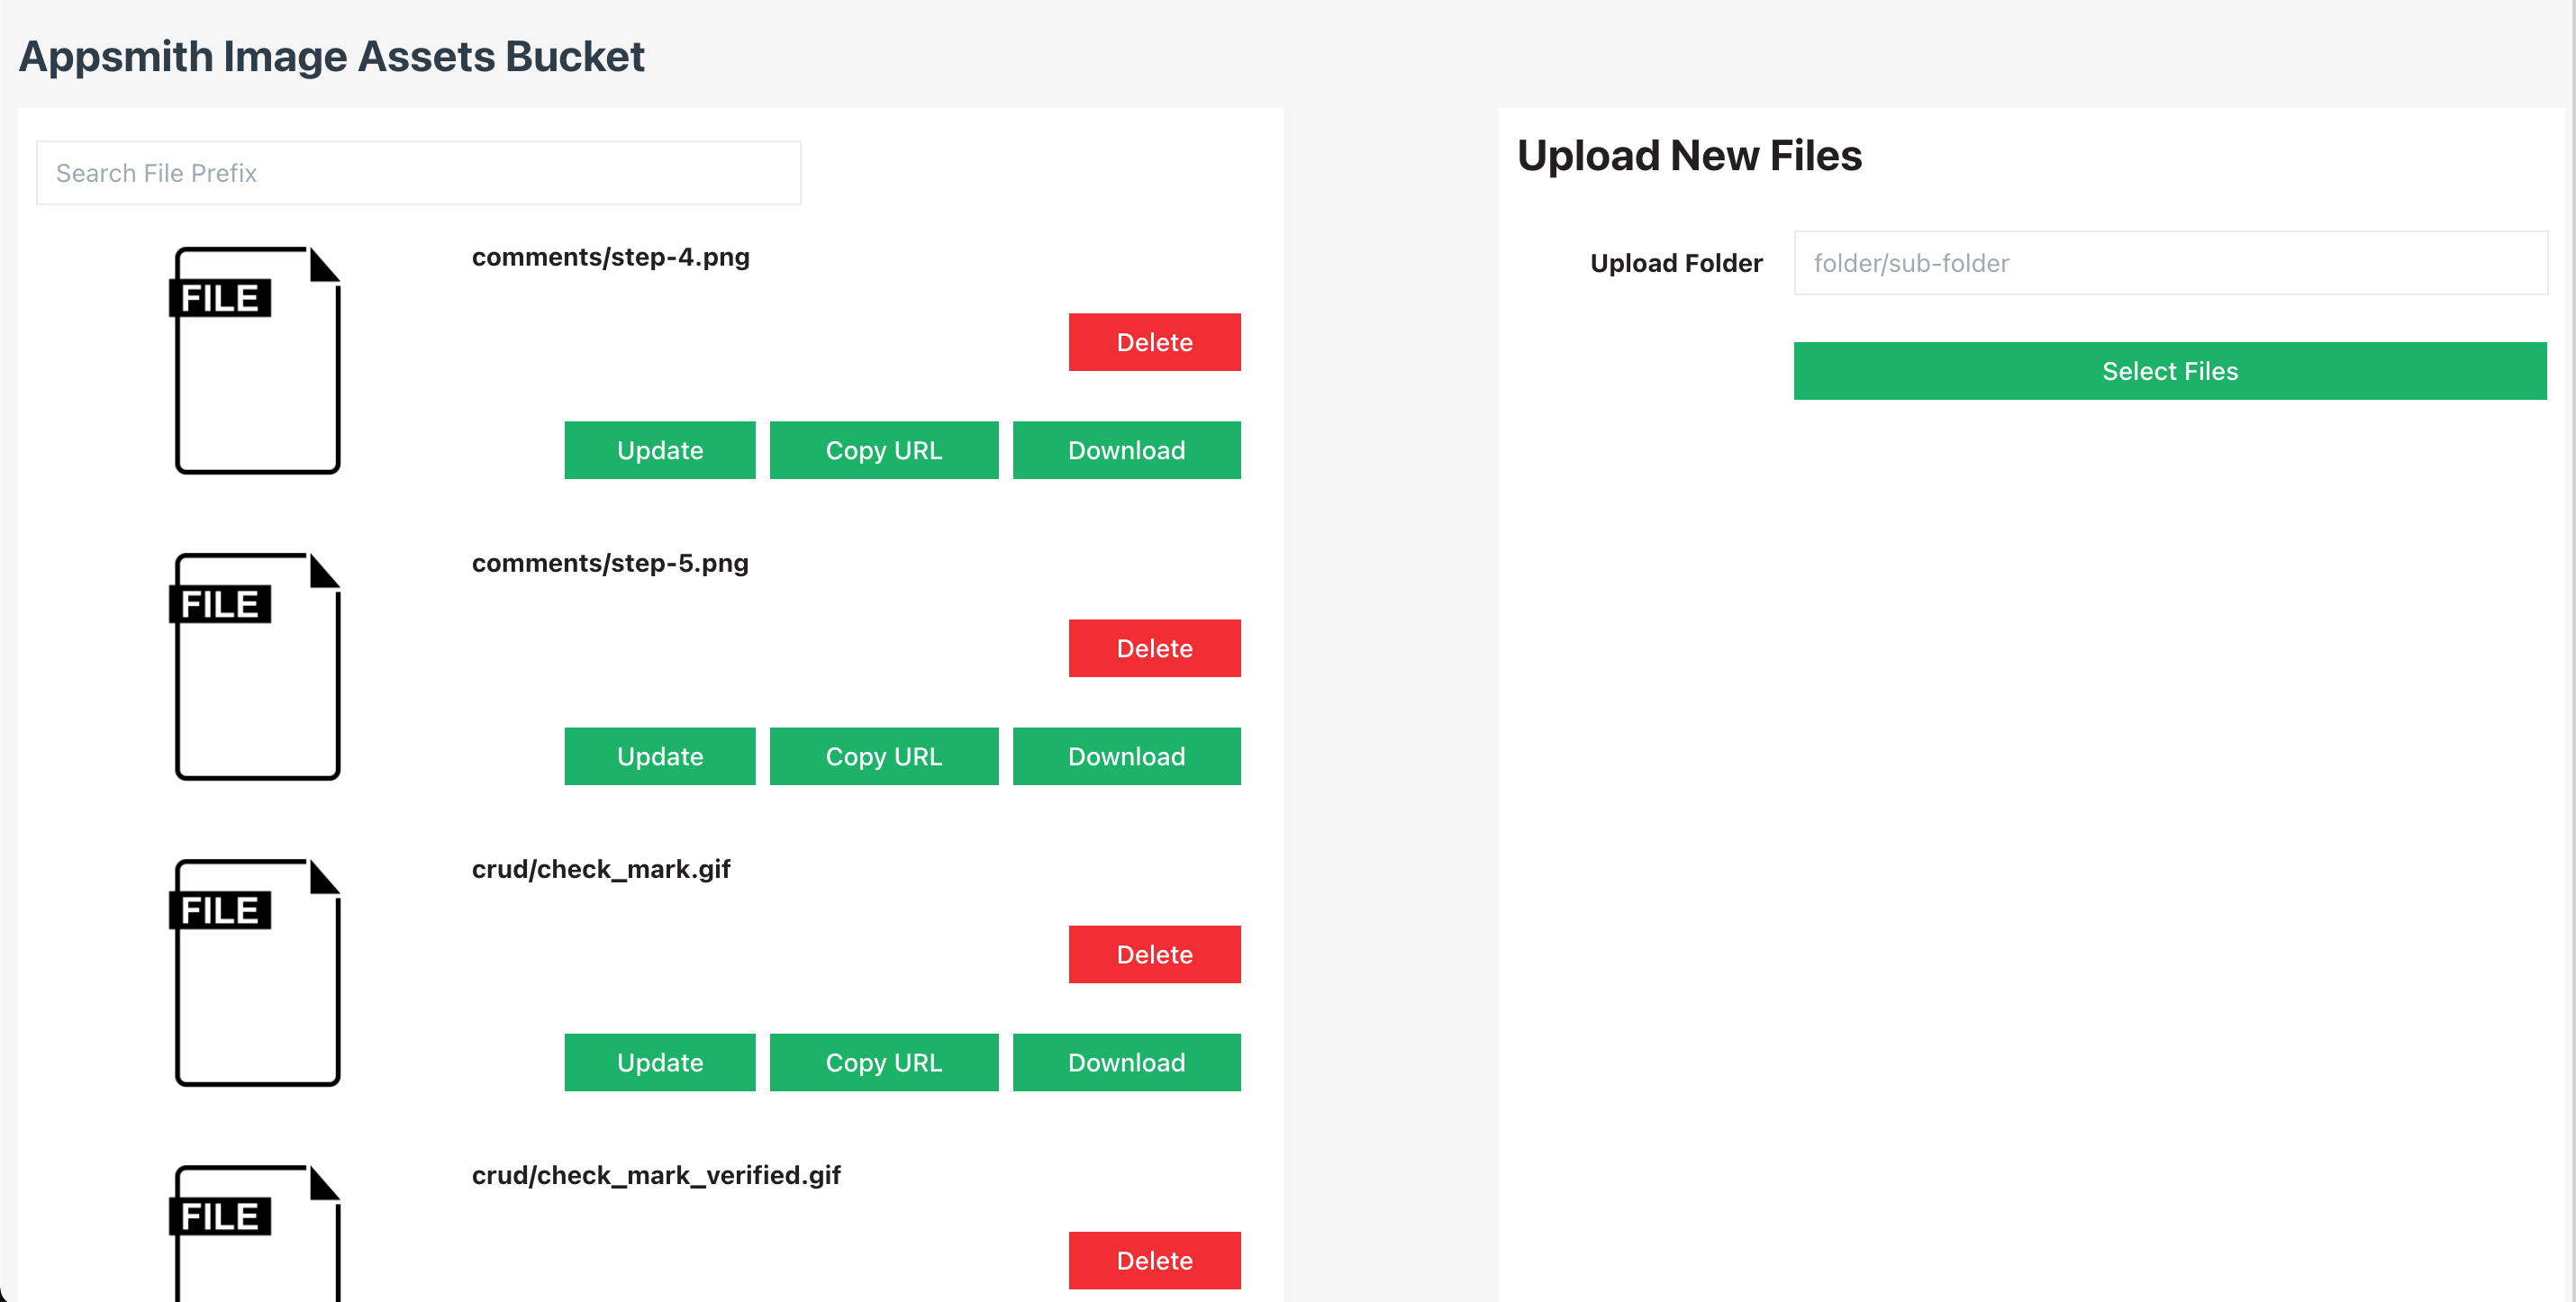 Appsmith Image Assets Bucket
Search File Prefix
FILE
comments/step-4.png
Delete
Update
Copy URL
Download
FILE
comments/step-5.png
Delete
Update
Copy URL
Download
FILE
crud/check_mark.gif
Delete
Update
Copy URL
Download
FILE
crud/check_mark_verified.gif
Delete
Upload New Files
Upload Folder
folder/sub-folder
Select Files